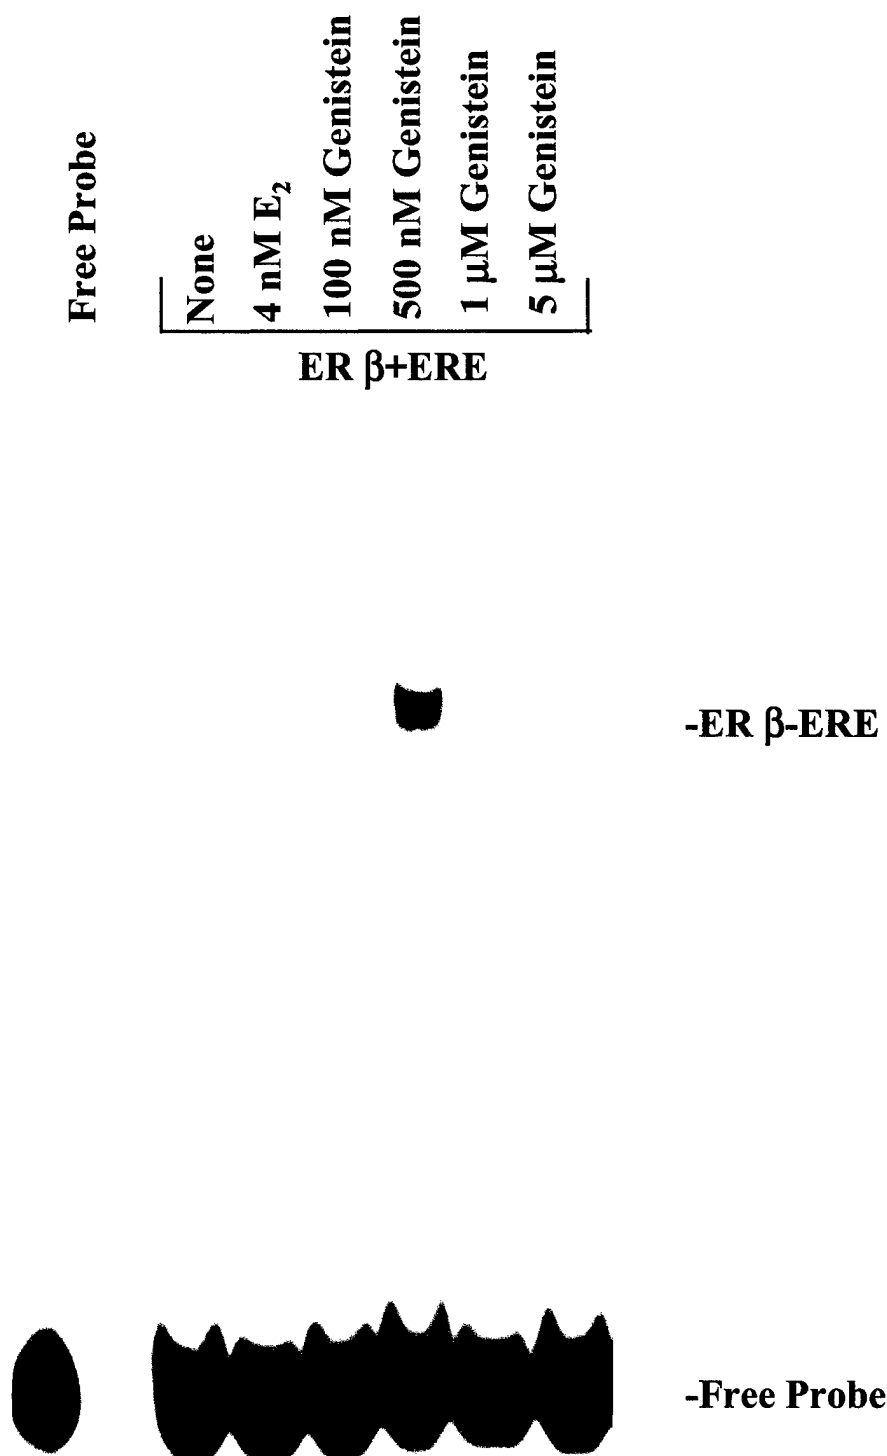 Free Probe
None
4 nM E₂
100 nM Genistein
500 nM Genistein
1 μM Genistein
5 μM Genistein
ER β+ERE
-ER β-ERE
-Free Probe